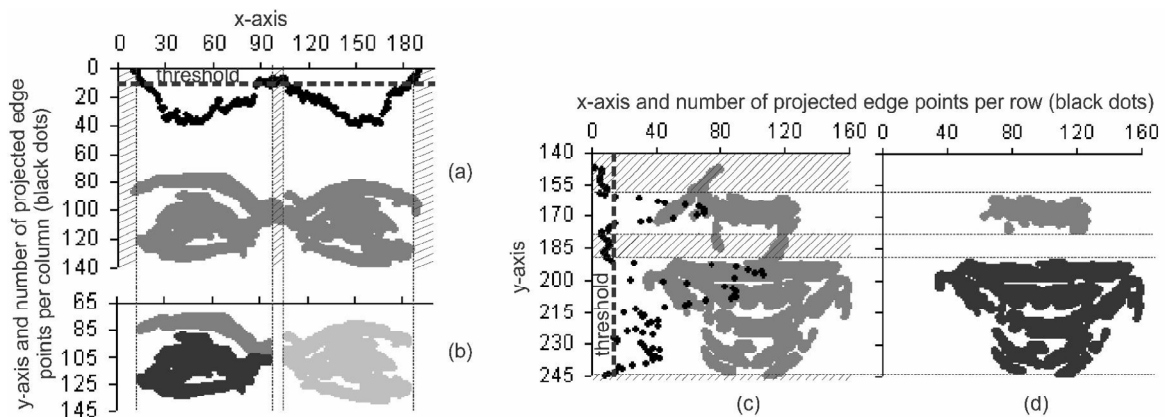 x-axis
0 30 60 90 120 150 180
0
20
40
60
80
100
120
140
threshold
(a)
65
85
105
125
145
(b)
y-axis and number of projected edge
points per column (black dots)
x-axis and number of projected edge points per row (black dots)
0 40 80 120 160 0 40 80 120 160
140
155
170
185
200
215
230
245
y-axis
threshold
(c) (d)